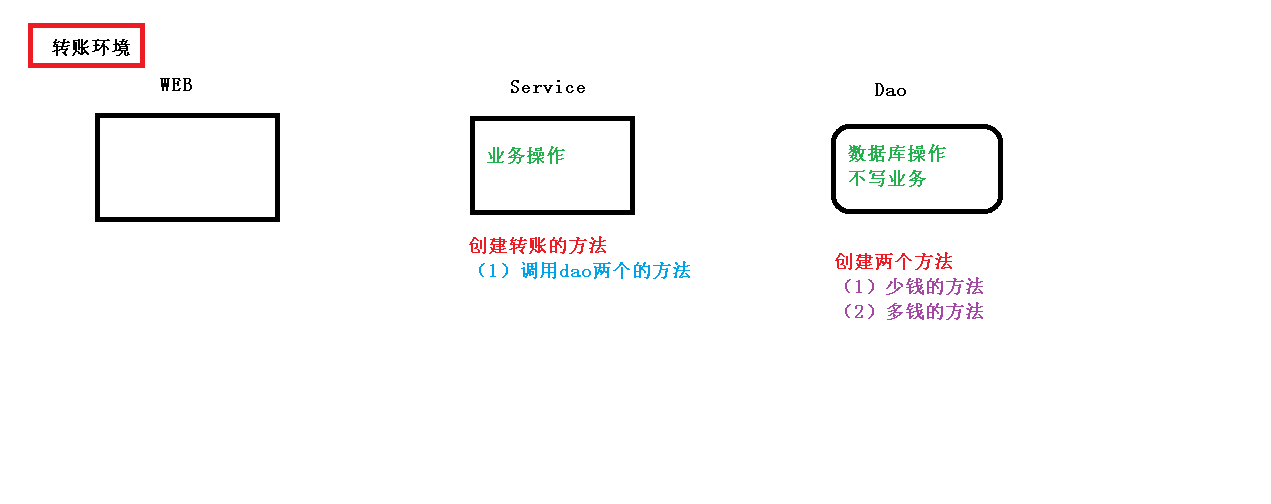 转账环境
WEB
Service
Dao
业务操作
数据库操作
不写业务
创建转账的方法
（1）调用dao两个的方法
创建两个方法
（1）少钱的方法
（2）多钱的方法